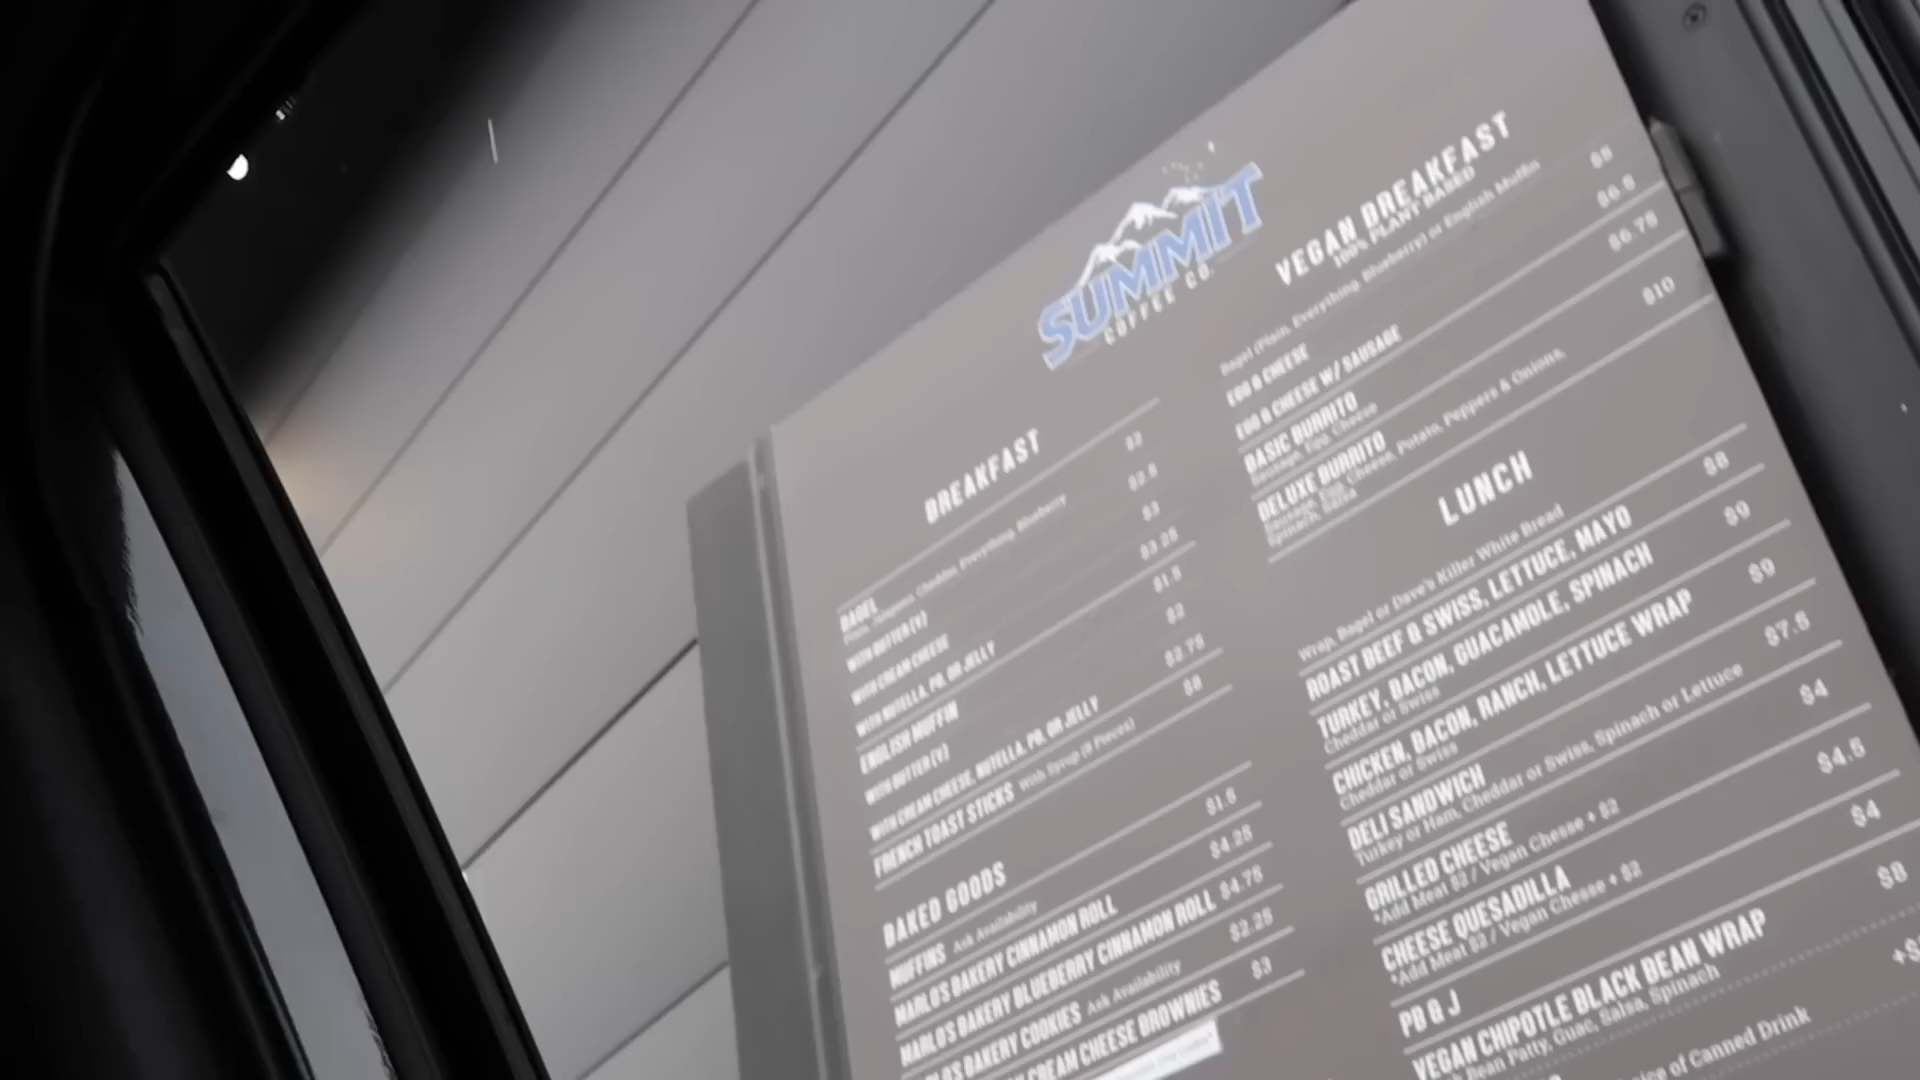 SUMMIT
COFFEE CO.
BREAKFAST
BAGEL $2
Cheddar, Everything, Blueberry
WITH BUTTER (V) $2.5
WITH CREAM CHEESE $3
WITH NUTELLA, PB, OR JELLY $3.25
ENGLISH MUFFIN $1.5
WITH BUTTER (V) $2
WITH CREAM CHEESE, NUTELLA, PB, OR JELLY $2.75
FRENCH TOAST STICKS With Syrup $8
BAKED GOODS
MUFFINS Ask Availability $1.5
MARLO'S BAKERY CINNAMON ROLL $4.25
MARLO'S BAKERY BLUEBERRY CINNAMON ROLL $4.75
LO'S BAKERY COOKIES Ask Availability $2.25
CREAM CHEESE BROWNIES $3
VEGAN BREAKFAST
100% PLANT BASED
Bagel (Plain, Everything, Blueberry) or English Muffin
EGG & CHEESE
EGG & CHEESE W/ SAUSAGE $6.5
BASIC BURRITO $6.75
Sausage, Egg, Cheese
DELUXE BURRITO $10
Sausage, Egg, Cheese, Potato, Peppers & Onions,
Spinach, Salsa
LUNCH
Wrap, Bagel or Dave's Killer White Bread
ROAST BEEF & SWISS, LETTUCE, MAYO
TURKEY, BACON, GUACAMOLE, SPINACH $9
Cheddar or Swiss
CHICKEN, BACON, RANCH, LETTUCE WRAP $9
Cheddar or Swiss
DELI SANDWICH $7.5
Turkey or Ham, Cheddar or Swiss, Spinach or Lettuce
GRILLED CHEESE $4
*Add Meat $2 / Vegan Cheese + $2
CHEESE QUESADILLA $4.5
*Add Meat $2 / Vegan Cheese + $2
PB & J $4
VEGAN CHIPOTLE BLACK BEAN WRAP $8
Bean Patty, Guac, Salsa, Spinach
of Canned Drink